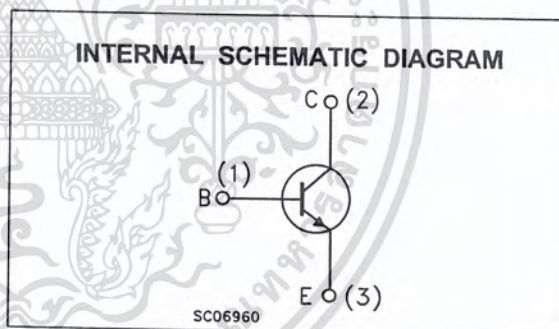 INTERNAL SCHEMATIC DIAGRAM
C (2)
(1)
B
E (3)
SC06960